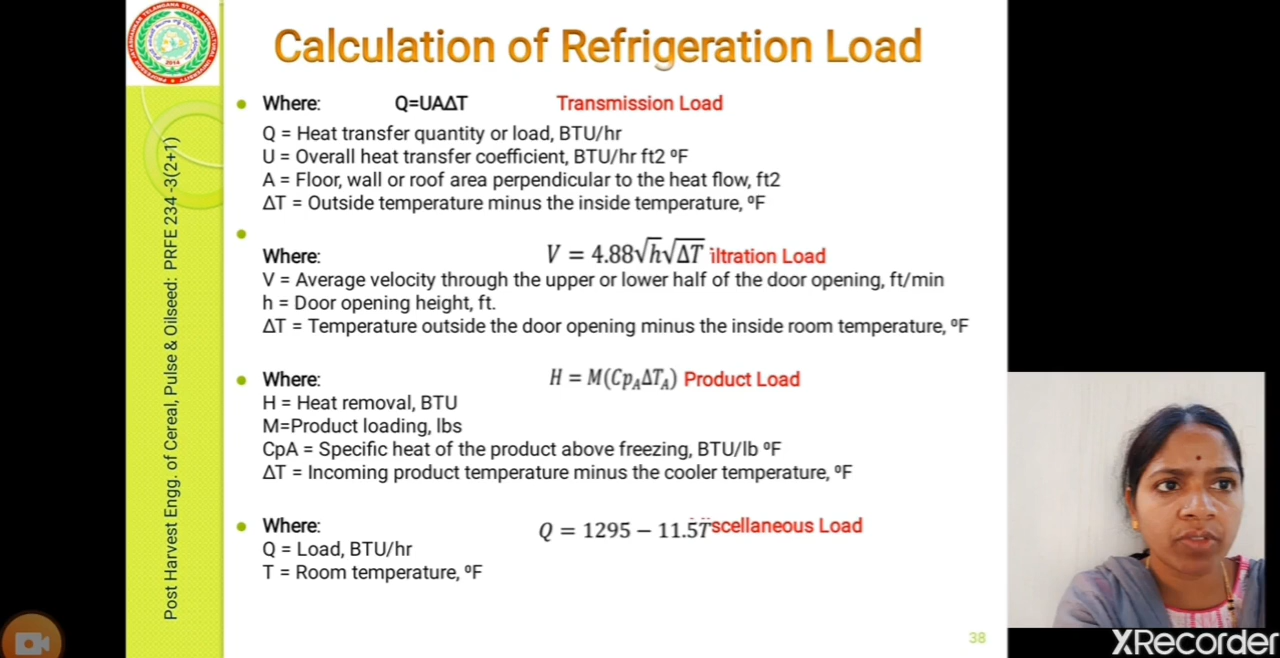 Calculation of Refrigeration Load
Where: Q=UAΔT Transmission Load
Q = Heat transfer quantity or load, BTU/hr
U = Overall heat transfer coefficient, BTU/hr ft2 ºF
A = Floor, wall or roof area perpendicular to the heat flow, ft2
ΔT = Outside temperature minus the inside temperature, ºF
Where: V = 4.88√h√ΔT iltration Load
V = Average velocity through the upper or lower half of the door opening, ft/min
h = Door opening height, ft.
ΔT = Temperature outside the door opening minus the inside room temperature, ºF
Where: H = M(Cp_AΔT_A) Product Load
H = Heat removal, BTU
M=Product loading, lbs
CpA = Specific heat of the product above freezing, BTU/lb ºF
ΔT = Incoming product temperature minus the cooler temperature, ºF
Where: Q = 1295 − 11.5T scellaneous Load
Q = Load, BTU/hr
T = Room temperature, ºF
38
Post Harvest Engg. of Cereal, Pulse & Oilseed: PRFE 234 -3(2+1)
2014
XRecorder